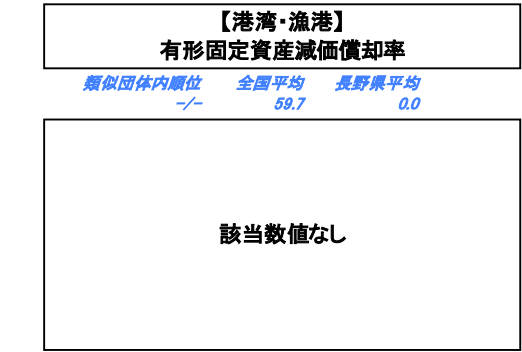 【港湾・漁港】
有形固定資産減価償却率
類似団体内順位 全国平均 長野県平均
-/- 59.7 0.0
該当数値なし